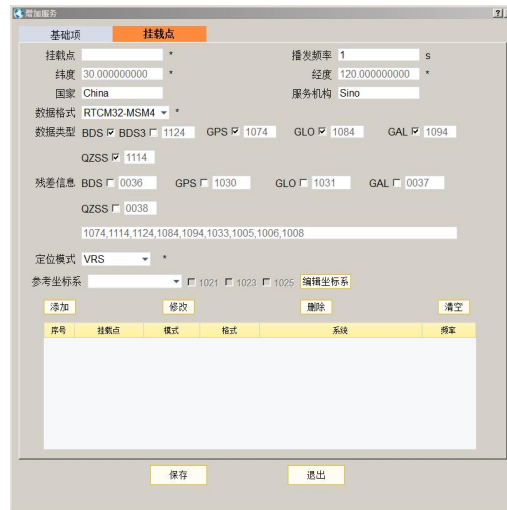 增加服务 ?
基础项 挂载点
挂载点 * 播发频率 1 s
纬度 30.000000000 * 经度 120.000000000 *
国家 China 服务机构 Sino
数据格式 RTCM32-MSM4 *
数据类型 BDS BDS3 1124 GPS 1074 GLO 1084 GAL 1094
QZSS 1114
残差信息 BDS 0036 GPS 1030 GLO 1031 GAL 0037
QZSS 0038
1074,1114,1124,1084,1094,1033,1005,1006,1008
定位模式 VRS *
参考坐标系 1021 1023 1025 编辑坐标系
添加 修改 删除 清空
序号 挂载点 模式 格式 系统 频率
保存 退出